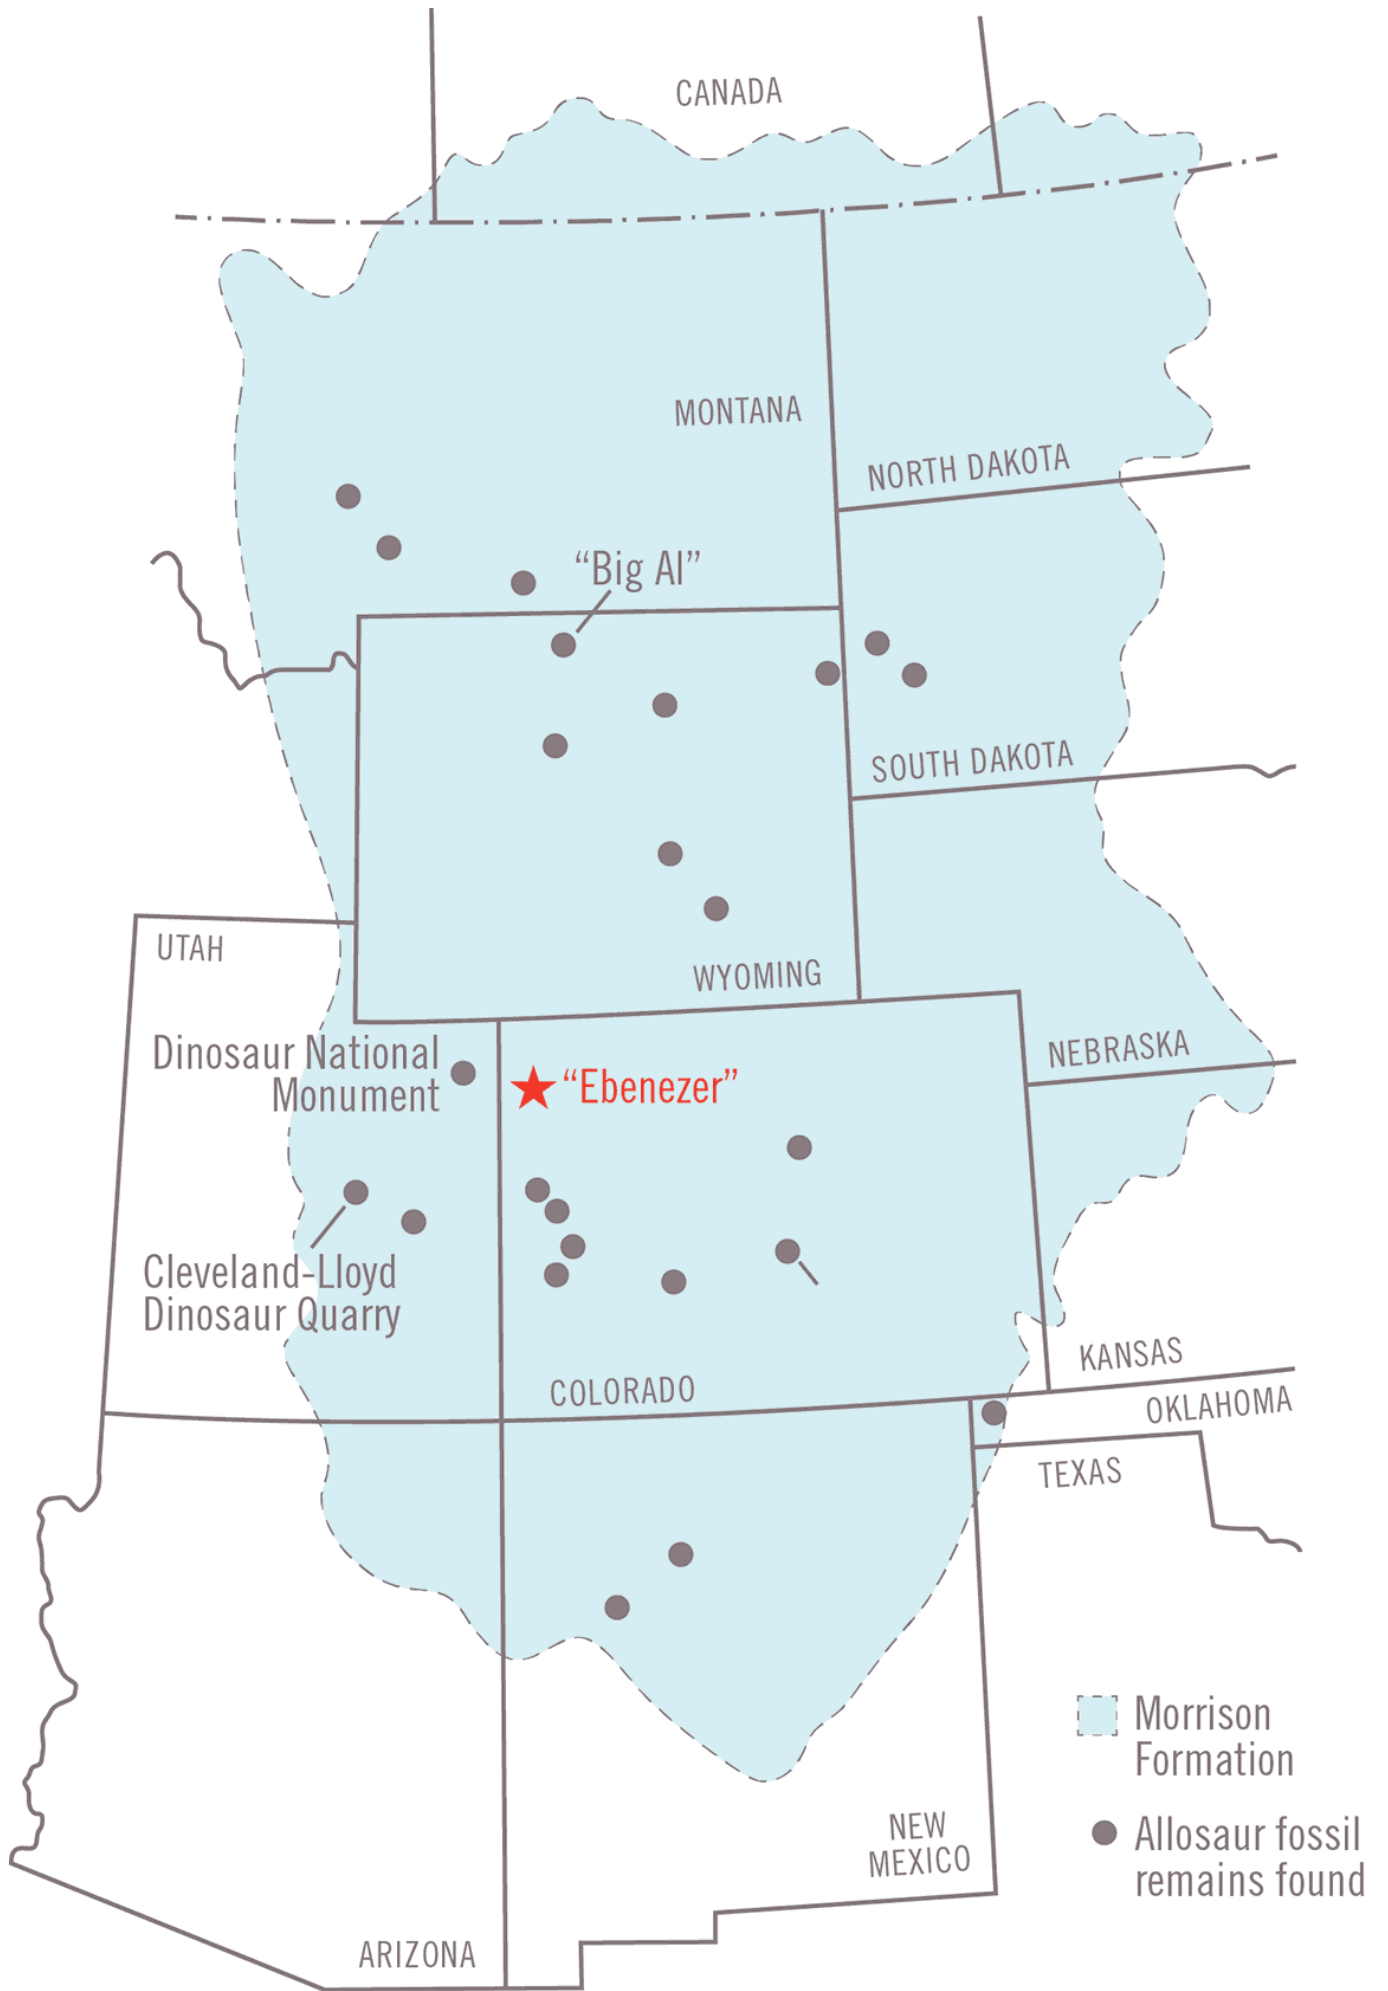 CANADA
MONTANA
NORTH DAKOTA
“Big Al”
SOUTH DAKOTA
UTAH
WYOMING
Dinosaur National
Monument
“Ebenezer”
NEBRASKA
Cleveland-Lloyd
Dinosaur Quarry
COLORADO
KANSAS
OKLAHOMA
TEXAS
Morrison
Formation
NEW
MEXICO
Allosaur fossil
remains found
ARIZONA